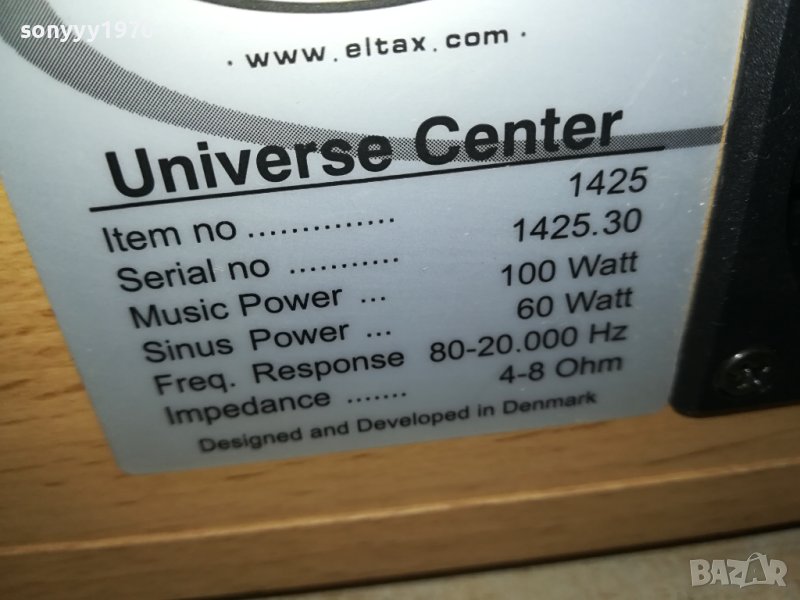 sonyyy1976
· www.eltax.com ·
Universe Center
Item no .............. 1425
Serial no ........... 1425.30
Music Power ... 100 Watt
Sinus Power ... 60 Watt
Freq. Response 80-20.000 Hz
Impedance ....... 4-8 Ohm
Designed and Developed in Denmark
BAZAR